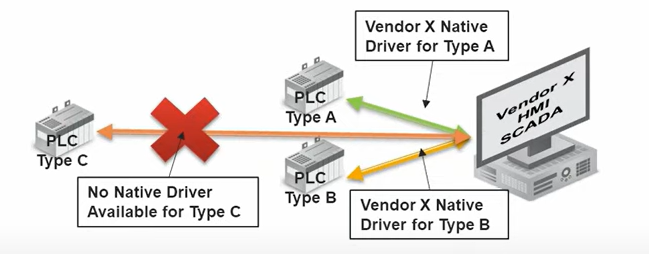 Vendor X Native
Driver for Type A
PLC
Type A
Vendor X
HMI
SCADA
PLC
Type C
PLC
Type B
No Native Driver
Available for Type C
Vendor X Native
Driver for Type B